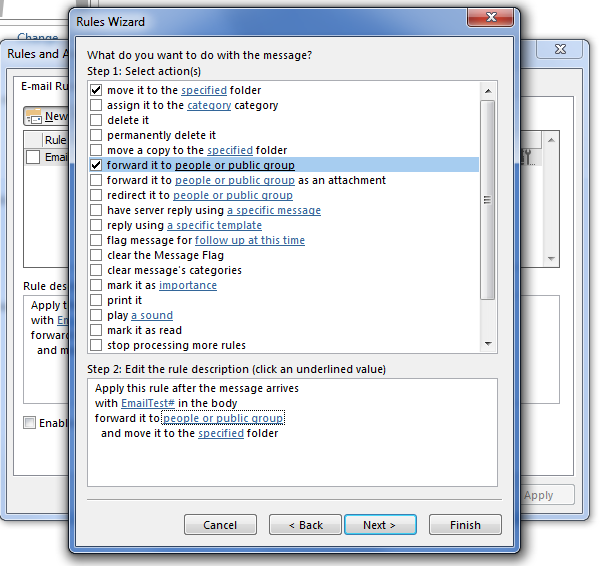 Change
Rules Wizard
Rules and A
E-mail Ru
New
Rule
Emai
Rule des
Apply th
with Em
forward
and m
Enabl
Apply
What do you want to do with the message?
Step 1: Select action(s)
move it to the specified folder
assign it to the category category
delete it
permanently delete it
move a copy to the specified folder
forward it to people or public group
forward it to people or public group as an attachment
redirect it to people or public group
have server reply using a specific message
reply using a specific template
flag message for follow up at this time
clear the Message Flag
clear message's categories
mark it as importance
print it
play a sound
mark it as read
stop processing more rules
Step 2: Edit the rule description (click an underlined value)
Apply this rule after the message arrives
with EmailTest# in the body
forward it to people or public group
and move it to the specified folder
Cancel
< Back
Next >
Finish